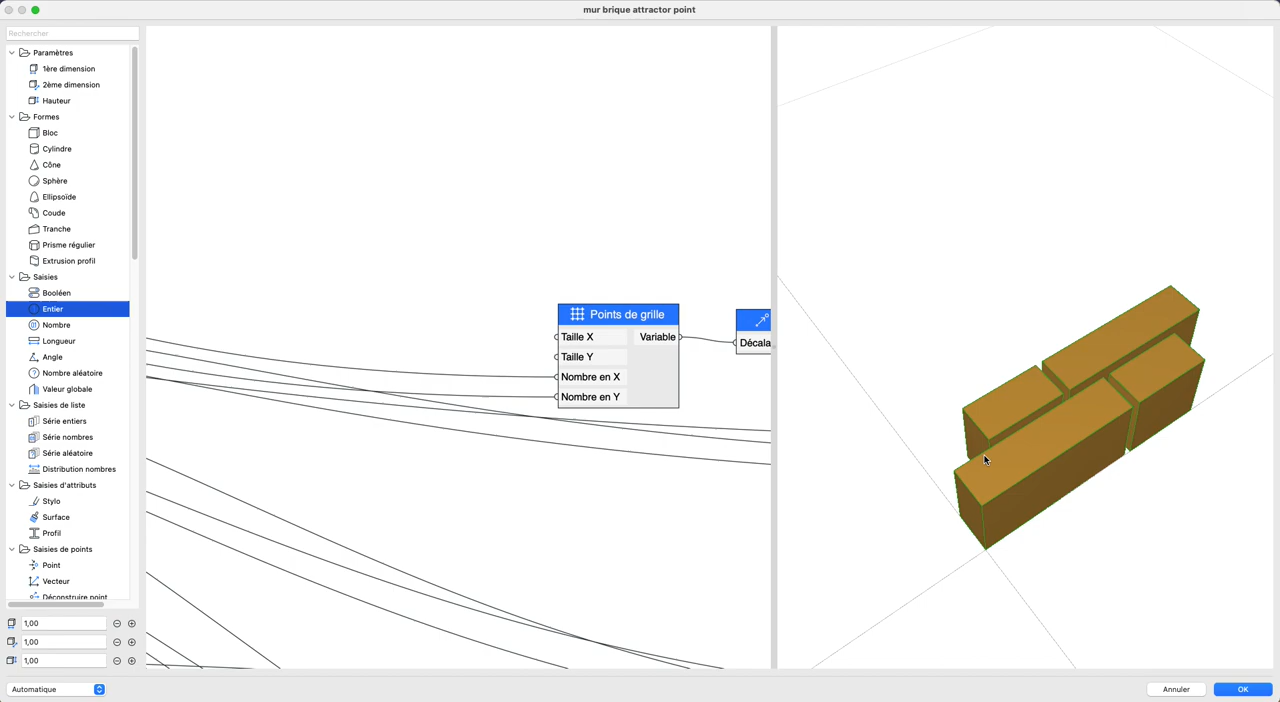 mur brique attractor point
Rechercher
Paramètres
1ère dimension
2ème dimension
Hauteur
Formes
Bloc
Cylindre
Cône
Sphère
Ellipsoïde
Coude
Tranche
Prisme régulier
Extrusion profil
Saisies
Booléen
Entier
Nombre
Longueur
Angle
Nombre aléatoire
Valeur globale
Saisies de liste
Série entiers
Série nombres
Série aléatoire
Distribution nombres
Saisies d'attributs
Stylo
Surface
Profil
Saisies de points
Point
Vecteur
Déconstruire point
1,00
1,00
1,00
Automatique
Points de grille
Taille X
Variable
Taille Y
Nombre en X
Nombre en Y
Décala
Annuler
OK